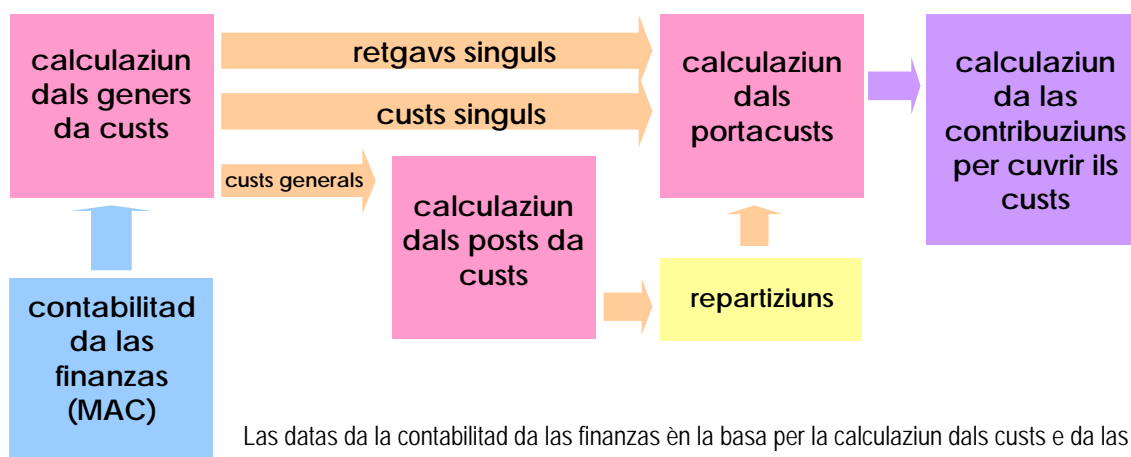 calculaziun
dals geners
da custs
retgavs singuls
custs singuls
custs generals
calculaziun
dals
portacusts
calculaziun
da las
contribuziuns
per cuvrir ils
custs
calculaziun
dals posts da
custs
repartiziuns
contabilitad
da las
finanzas
(MAC)
Las datas da la contabilitad da las finanzas èn la basa per la calculaziun dals custs e da las